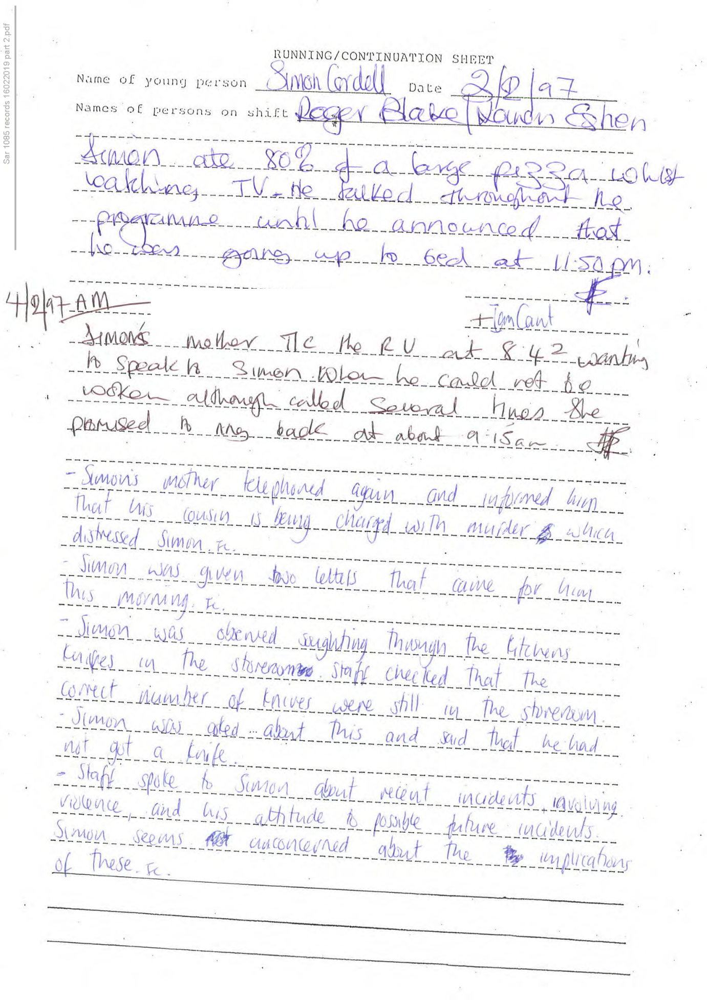 Sar 1085 records 16022019 part 2.pdf
RUNNING/CONTINUATION SHEET
Name of young person Simon Cordell Date 2/2/97
Names of persons on shift Roger Blake/ Eshen
Simon ate 80% of a large pizza whilst
watching TV. He talked throughout the
programme until he announced that
he was going up to bed at 11.50 pm.
4/2/97 AM
+ Ian Cant
Simon's mother T/C the RU at 8.42 wanting
to speak to Simon. When he could not be
woken although called several times she
promised to ring back at about 9.15am
- Simon's mother telephoned again and informed him
that his cousin is being charged with murder which
distressed Simon. Ic.
- Simon was given two letters that came for him
this morning. Ic.
- Simon was observed saughting through the kitchens
knifes in the storeroom. Staff checked that the
correct number of knives were still in the storeroom.
- Simon was asked about this and said that he had
not got a knife.
- Staff spoke to Simon about recent incidents, involving
violence, and his attitude to possible future incidents.
Simon seems unconcerned about the implications
of these. Ic.